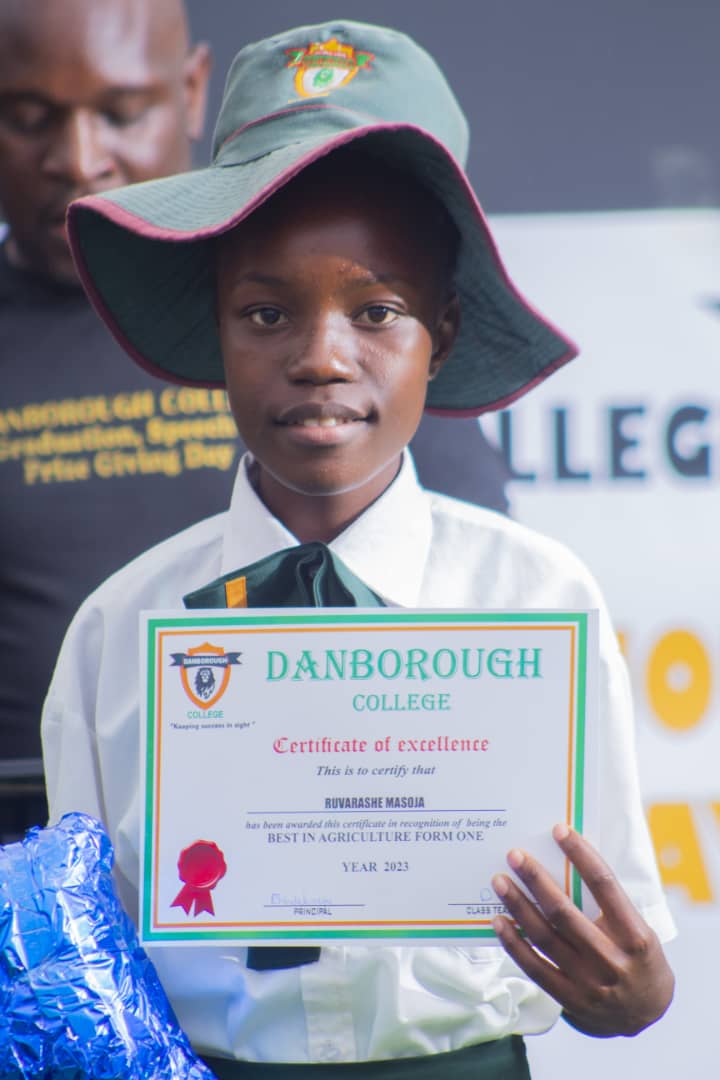 DANBOROUGH COLL
Graduation, Speech
Prize Giving Day
LLEG
DANBOROUGH
COLLEGE
"Keeping success in sight"
DANBOROUGH
COLLEGE
Certificate of excellence
This is to certify that
RUVARASHE MASOJA
has been awarded this certificate in recognition of being the
BEST IN AGRICULTURE FORM ONE
YEAR 2023
PRINCIPAL
CLASS TEA